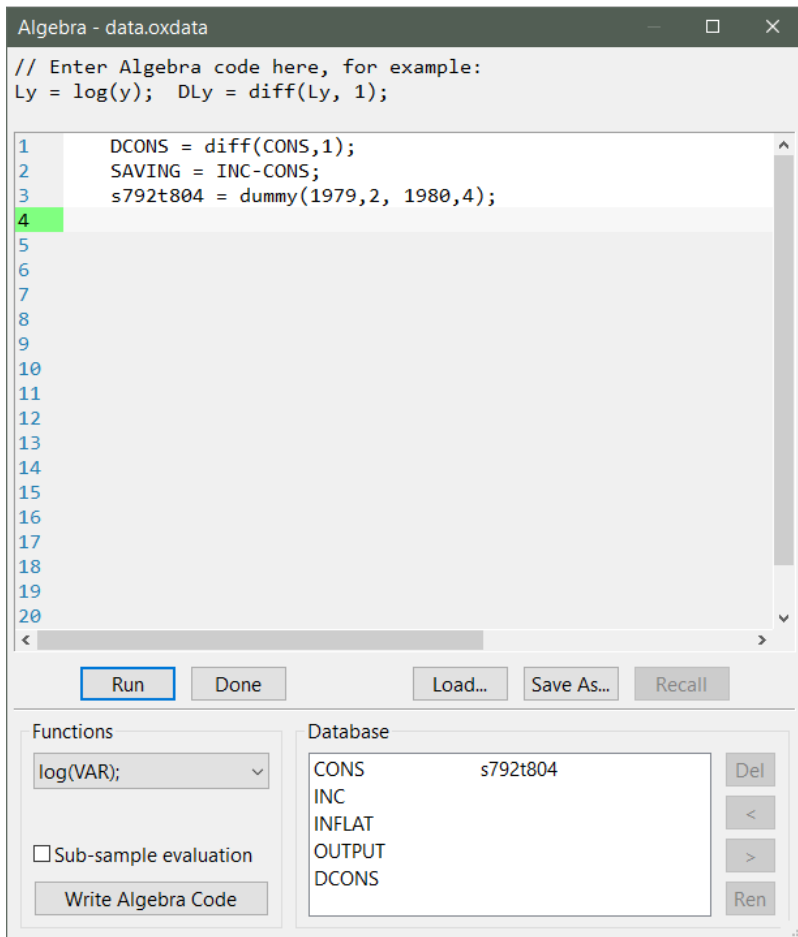 Algebra - data.oxdata
// Enter Algebra code here, for example:
Ly = log(y);  DLy = diff(Ly, 1);
1 DCONS = diff(CONS,1);
2 SAVING = INC-CONS;
3 s792t804 = dummy(1979,2, 1980,4);
4
5
6
7
8
9
10
11
12
13
14
15
16
17
18
19
20
Run Done Load... Save As... Recall
Functions Database
log(VAR); CONS s792t804 Del
INC
INFLAT <
Sub-sample evaluation OUTPUT >
DCONS
Write Algebra Code Ren